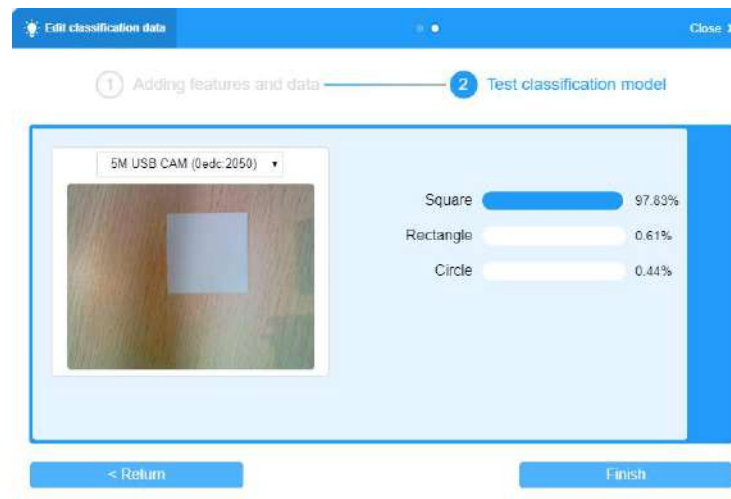 Edit classification data
Close
1 Adding features and data
2 Test classification model
5M USB CAM (0edc:2050)
Square 97.83%
Rectangle 0.61%
Circle 0.44%
< Return
Finish